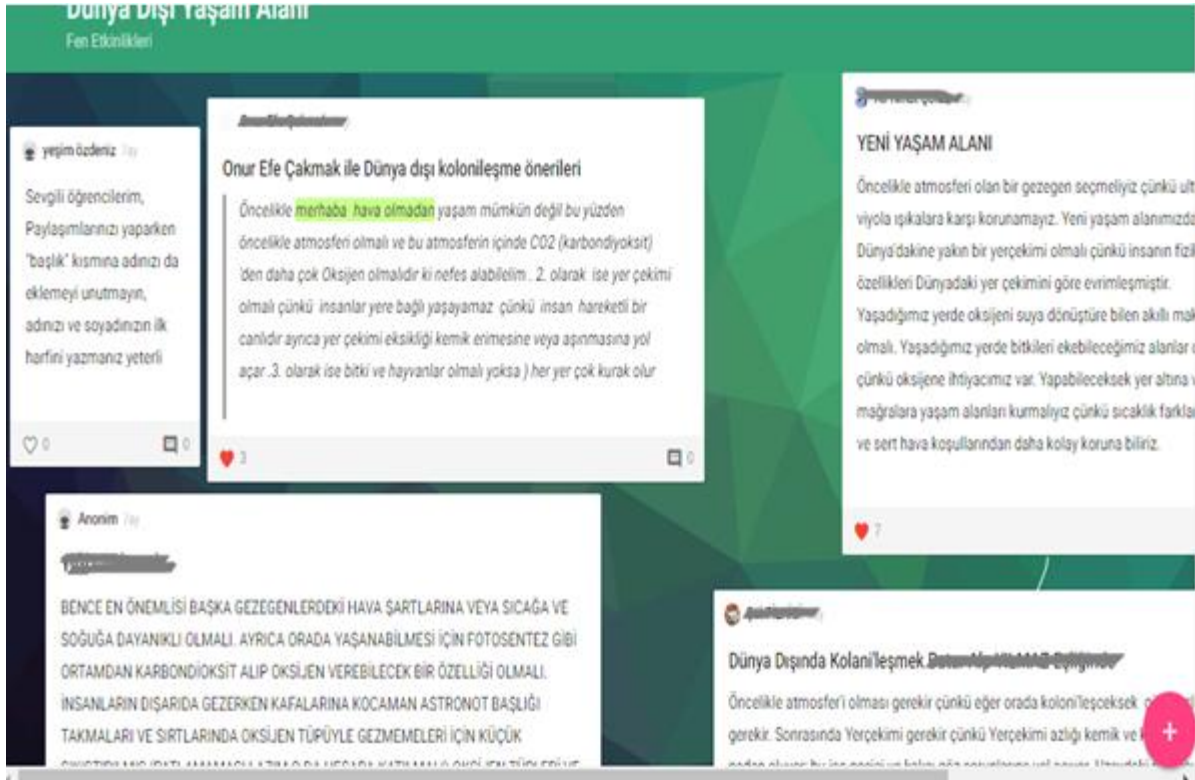 Dünya Dışı Yaşam Alanı
Fen Etkinlikleri
yeşim özdeniz
Sevgili öğrencilerim,
Paylaşımlarınızı yaparken
"başlık" kısmına adınızı da
eklemeyi unutmayın,
adınızı ve soyadınızın ilk
harfini yazmanız yeterli
0
0
Onur Efe Çakmak ile Dünya dışı kolonileşme önerileri
Öncelikle merhaba hava olmadan yaşam mümkün değil bu yüzden
öncelikle atmosferi olmalı ve bu atmosferin içinde CO2 (karbondiyoksit)
'den daha çok Oksijen olmalıdır ki nefes alabilelim . 2. olarak ise yer çekimi
olmalı çünkü insanlar yere bağlı yaşayamaz çünkü insan hareketli bir
canlıdır ayrıca yer çekimi eksikliği kemik erimesine veya aşınmasına yol
açar .3. olarak ise bitki ve hayvanlar olmalı yoksa ) her yer çok kurak olur
3
0
YENİ YAŞAM ALANI
Öncelikle atmosferi olan bir gezegen seçmeliyiz çünkü ult
viyola ışıkalara karşı korunamayız. Yeni yaşam alanımızda
Dünya'dakine yakın bir yerçekimi olmalı çünkü insanın fizik
özellikleri Dünyadaki yer çekimini göre evrimleşmiştir.
Yaşadığımız yerde oksijeni suya dönüştüre bilen akıllı mak
olmalı. Yaşadığımız yerde bitkileri ekebileceğimiz alanlar
çünkü oksijene ihtiyacımız var. Yapabileceksek yer altına
mağralara yaşam alanları kurmalıyız çünkü sıcaklık farklar
ve sert hava koşullarından daha kolay koruna biliriz.
7
Anonim
BENCE EN ÖNEMLİSİ BAŞKA GEZEGENLERDEKİ HAVA ŞARTLARINA VEYA SICAĞA VE
SOĞUĞA DAYANIKLI OLMALI. AYRICA ORADA YAŞANABİLMESİ İÇİN FOTOSENTEZ GİBİ
ORTAMDAN KARBONDİOKSİT ALIP OKSİJEN VEREBİLECEK BİR ÖZELLİĞİ OLMALI.
İNSANLARIN DIŞARIDA GEZERKEN KAFALARINA KOCAMAN ASTRONOT BAŞLIĞI
TAKMALARI VE SIRTLARINDA OKSİJEN TÜPÜYLE GEZMEMELERİ İÇİN KÜÇÜK
Dünya Dışında Kolani'leşmek
Öncelikle atmosfer'i olması gerekir çünkü eğer orada koloni'leşceksek
gerekir. Sonrasında Yerçekimi gerekir çünkü Yerçekimi azlığı kemik ve